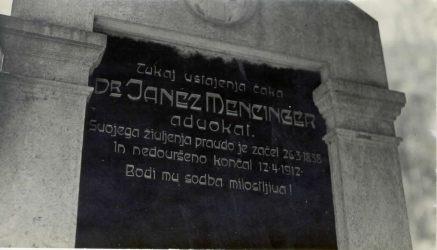 Tukaj vstajenja čaka
DR JANEZ MENCINGER
advokat.
Svojega življenja pravdo je začel 26·3·1838
In nedovršeno končal 12·4·1912·
Bodi mu sodba milostljiva!